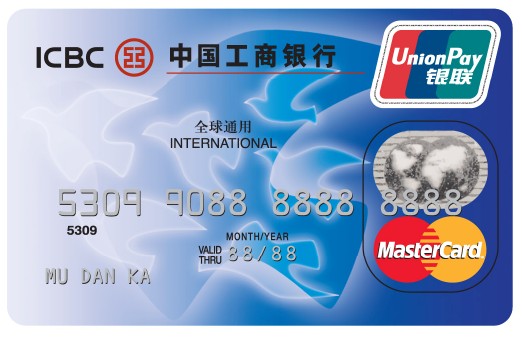 ICBC 中国工商银行
UnionPay
银联
全球通用
INTERNATIONAL
5309 9088 8888 8888
5309
MONTH/YEAR
VALID THRU 88/88
MU DAN KA
MasterCard